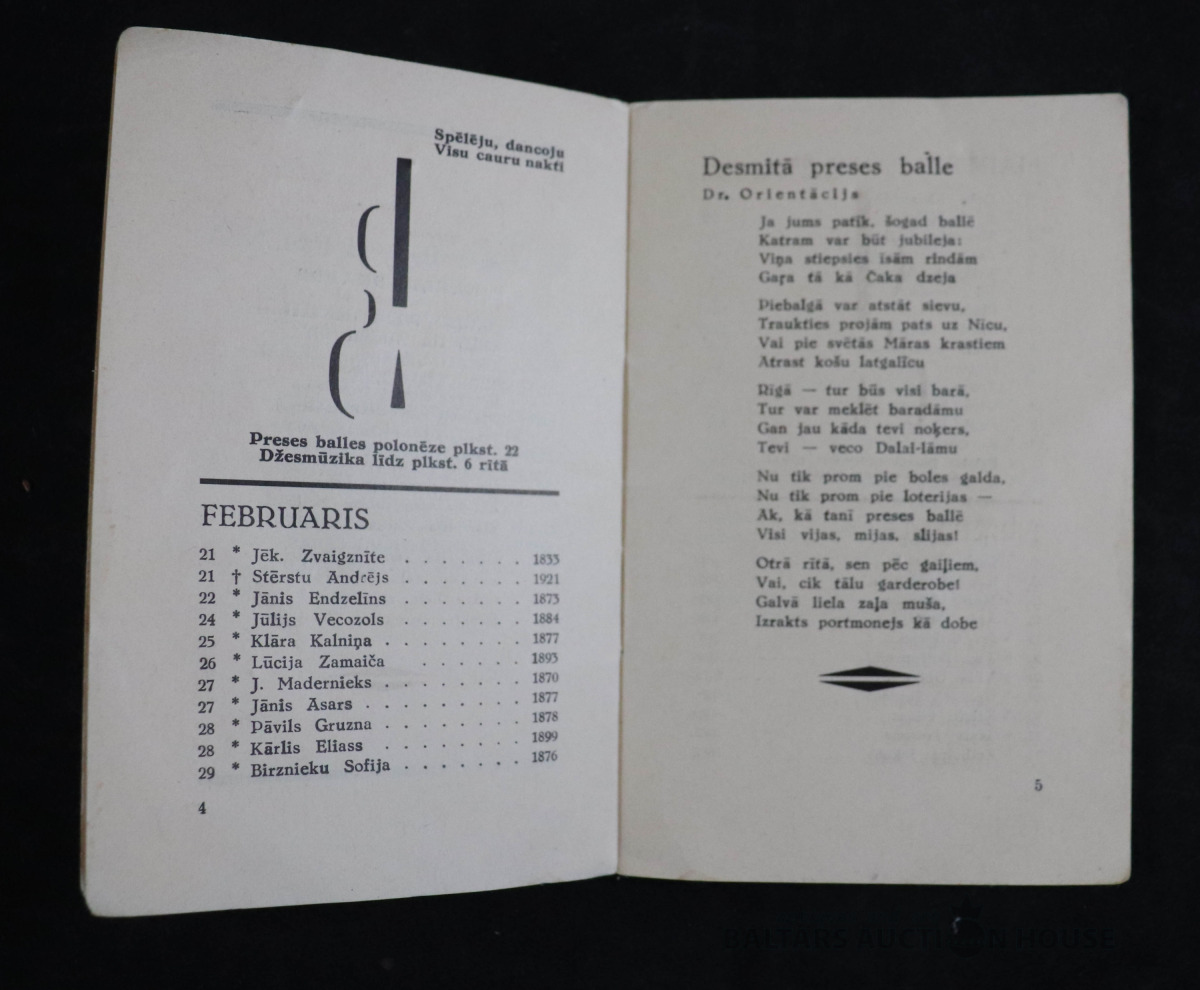 Spēlēju, dancoju
Visu cauru nakti
Preses balles polonēze plkst. 22
Džesmūzika līdz plkst. 6 rītā
FEBRUARIS
21 * Jēk. Zvaigznīte . . . . . . . 1833
21 † Stērstu Andrējs . . . . . . . 1921
22 * Jānis Endzelīns . . . . . . . 1873
24 * Jūlijs Vecozols . . . . . . . 1884
25 * Klāra Kalniņa . . . . . . . . 1877
26 * Lūcija Zamaiča . . . . . . 1893
27 * J. Madernieks . . . . . . . . 1870
27 * Jānis Asars . . . . . . . . . 1877
28 * Pāvils Gruzna . . . . . . . . 1878
28 * Kārlis Eliass . . . . . . . . 1899
29 * Birznieku Sofija . . . . . . . 1876
4
Desmitā preses balle
Dr. Orientācijs
Ja jums patīk, šogad ballē
Katram var būt jubileja:
Viņa stiepsies īsām rindām
Gaŗa tā kā Čaka dzeja
Piebalgā var atstāt sievu,
Traukties projām pats uz Nīcu,
Vai pie svētās Māras krastiem
Atrast košu latgalīcu
Rīgā — tur būs visi barā,
Tur var meklēt baradāmu
Gan jau kāda tevi noķers,
Tevi — veco Dalai-lāmu
Nu tik prom pie boles galda,
Nu tik prom pie loterijas —
Ak, kā tanī preses ballē
Visi vijas, mijas, slijas!
Otrā rītā, sen pēc gaiļiem,
Vai, cik tālu garderobe!
Galvā liela zaļa muša,
Izrakts portmonejs kā dobe
5
BALTARS AUCTION HOUSE